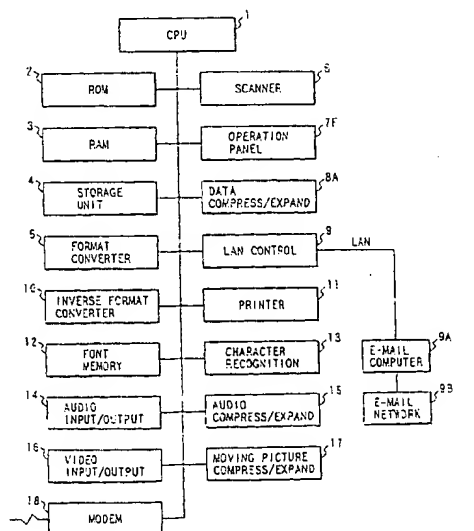 1
CPU
2
ROM
6
SCANNER
3
RAM
7F
OPERATION
PANEL
4
STORAGE
UNIT
8A
DATA
COMPRESS/EXPAND
5
FORMAT
CONVERTER
9
LAN CONTROL
LAN
10
INVERSE FORMAT
CONVERTER
11
PRINTER
12
FONT
MEMORY
13
CHARACTER
RECOGNITION
9A
E-MAIL
COMPUTER
14
AUDIO
INPUT/OUTPUT
15
AUDIO
COMPRESS/EXPAND
9B
E-MAIL
NETWORK
16
VIDEO
INPUT/OUTPUT
17
MOVING PICTURE
COMPRESS/EXPAND
18
MODEM